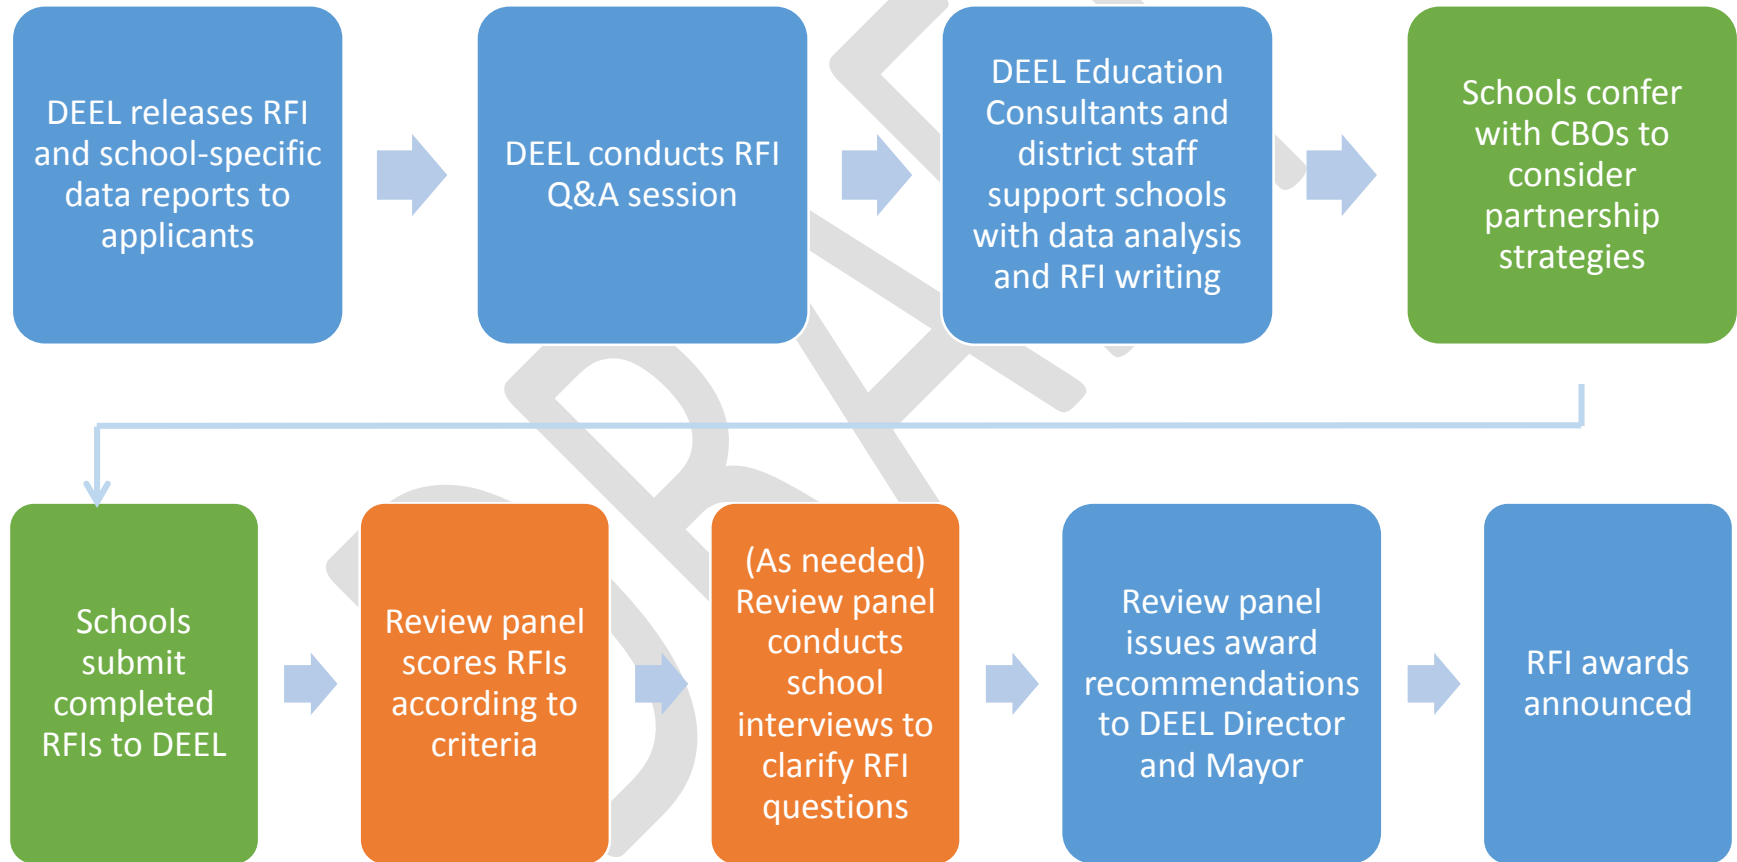 DEEL releases RFI
and school-specific
data reports to
applicants
DEEL conducts RFI
Q&A session
DEEL Education
Consultants and
district staff
support schools
with data analysis
and RFI writing
Schools confer
with CBOs to
consider
partnership
strategies
Schools
submit
completed
RFIs to DEEL
Review panel
scores RFIs
according to
criteria
(As needed)
Review panel
conducts
school
interviews to
clarify RFI
questions
Review panel
issues award
recommendations
to DEEL Director
and Mayor
RFI awards
announced
DRAFT